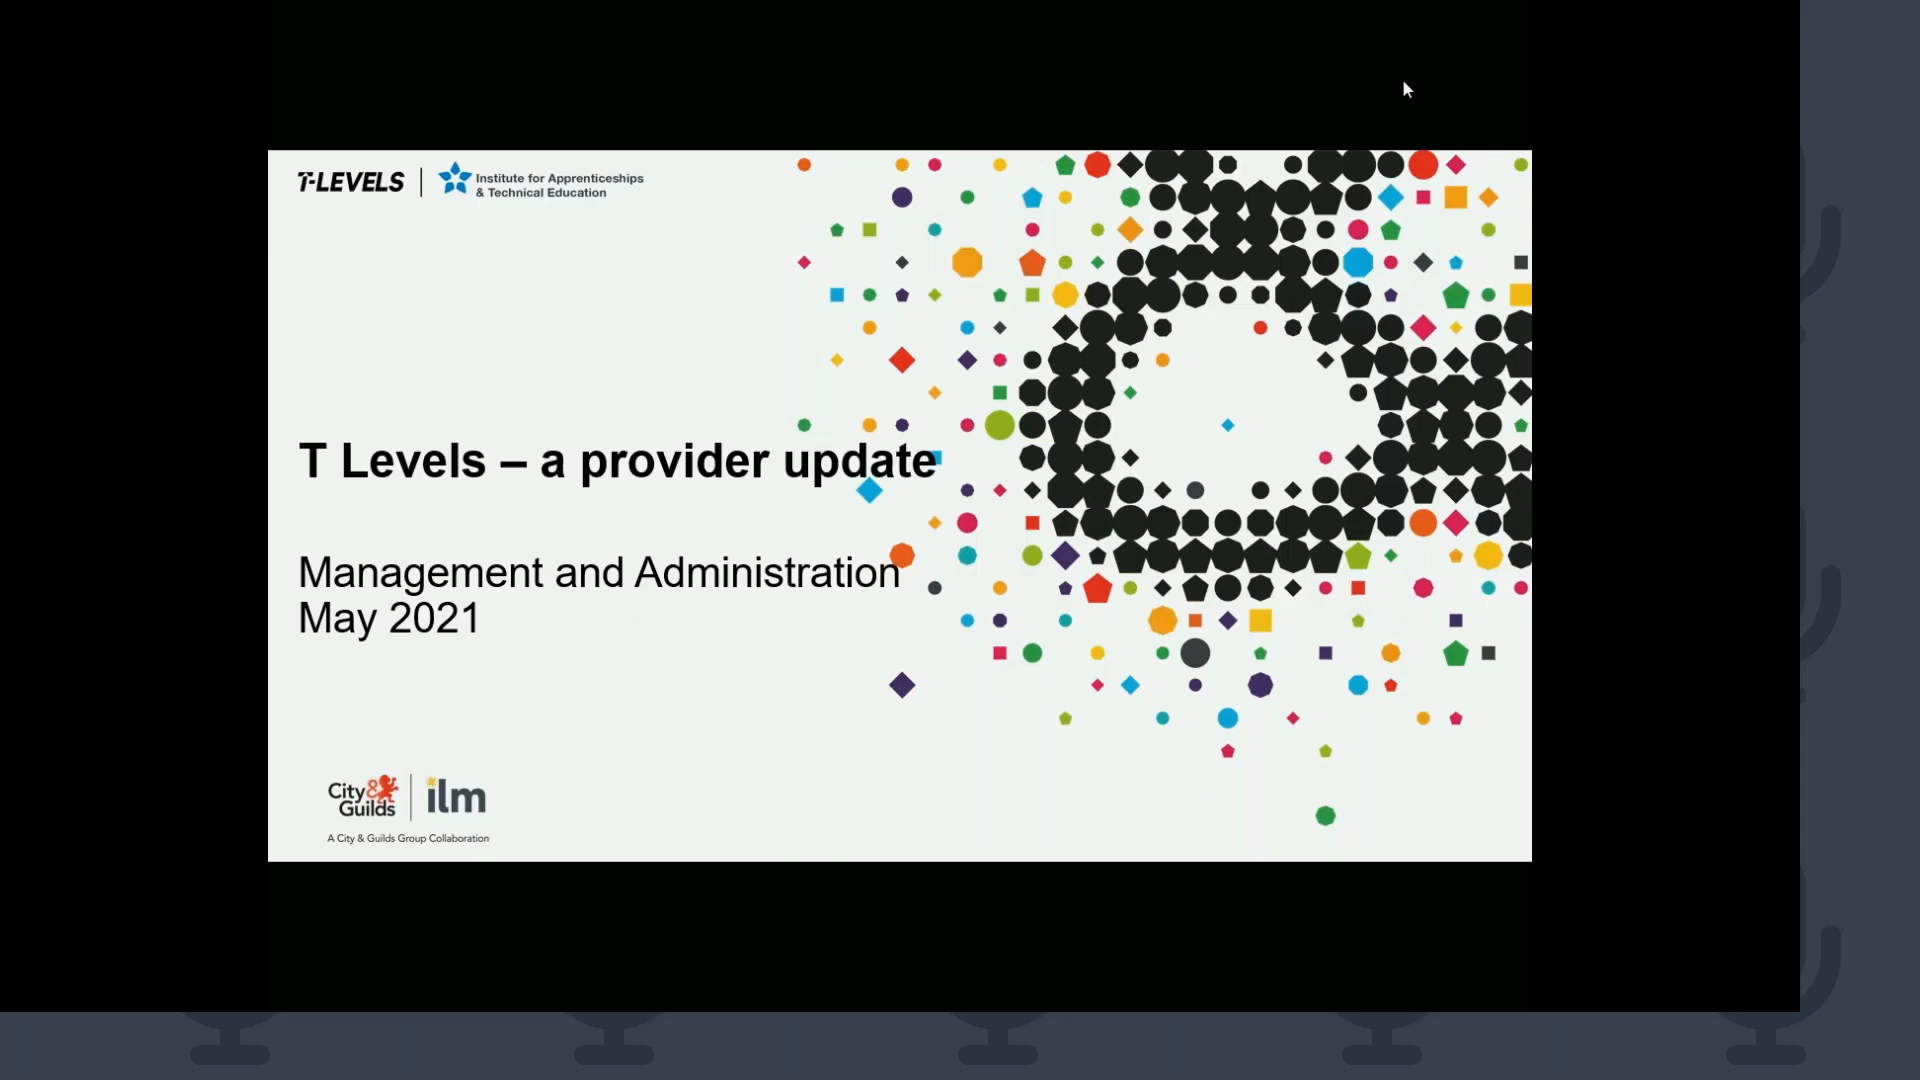 T-LEVELS
Institute for Apprenticeships
& Technical Education
T Levels – a provider update
Management and Administration
May 2021
City&
Guilds
ilm
A City & Guilds Group Collaboration